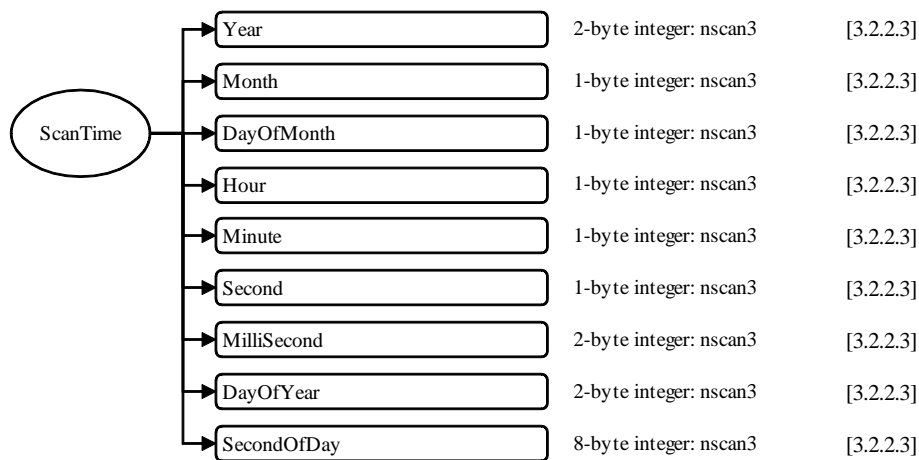 Year 2-byte integer: nscan3 [3.2.2.3]
Month 1-byte integer: nscan3 [3.2.2.3]
ScanTime DayOfMonth 1-byte integer: nscan3 [3.2.2.3]
Hour 1-byte integer: nscan3 [3.2.2.3]
Minute 1-byte integer: nscan3 [3.2.2.3]
Second 1-byte integer: nscan3 [3.2.2.3]
MilliSecond 2-byte integer: nscan3 [3.2.2.3]
DayOfYear 2-byte integer: nscan3 [3.2.2.3]
SecondOfDay 8-byte integer: nscan3 [3.2.2.3]